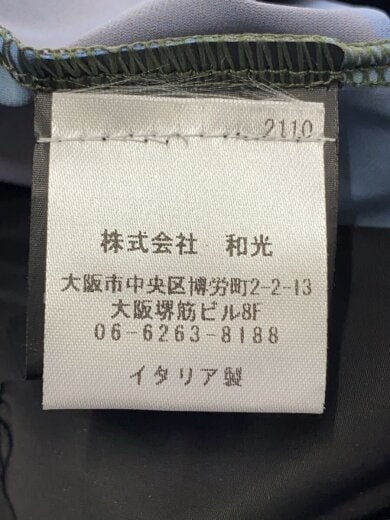 2110
株式会社 和光
大阪市中央区博労町2-2-13
大阪堺筋ビル8F
06-6263-8188
イタリア製